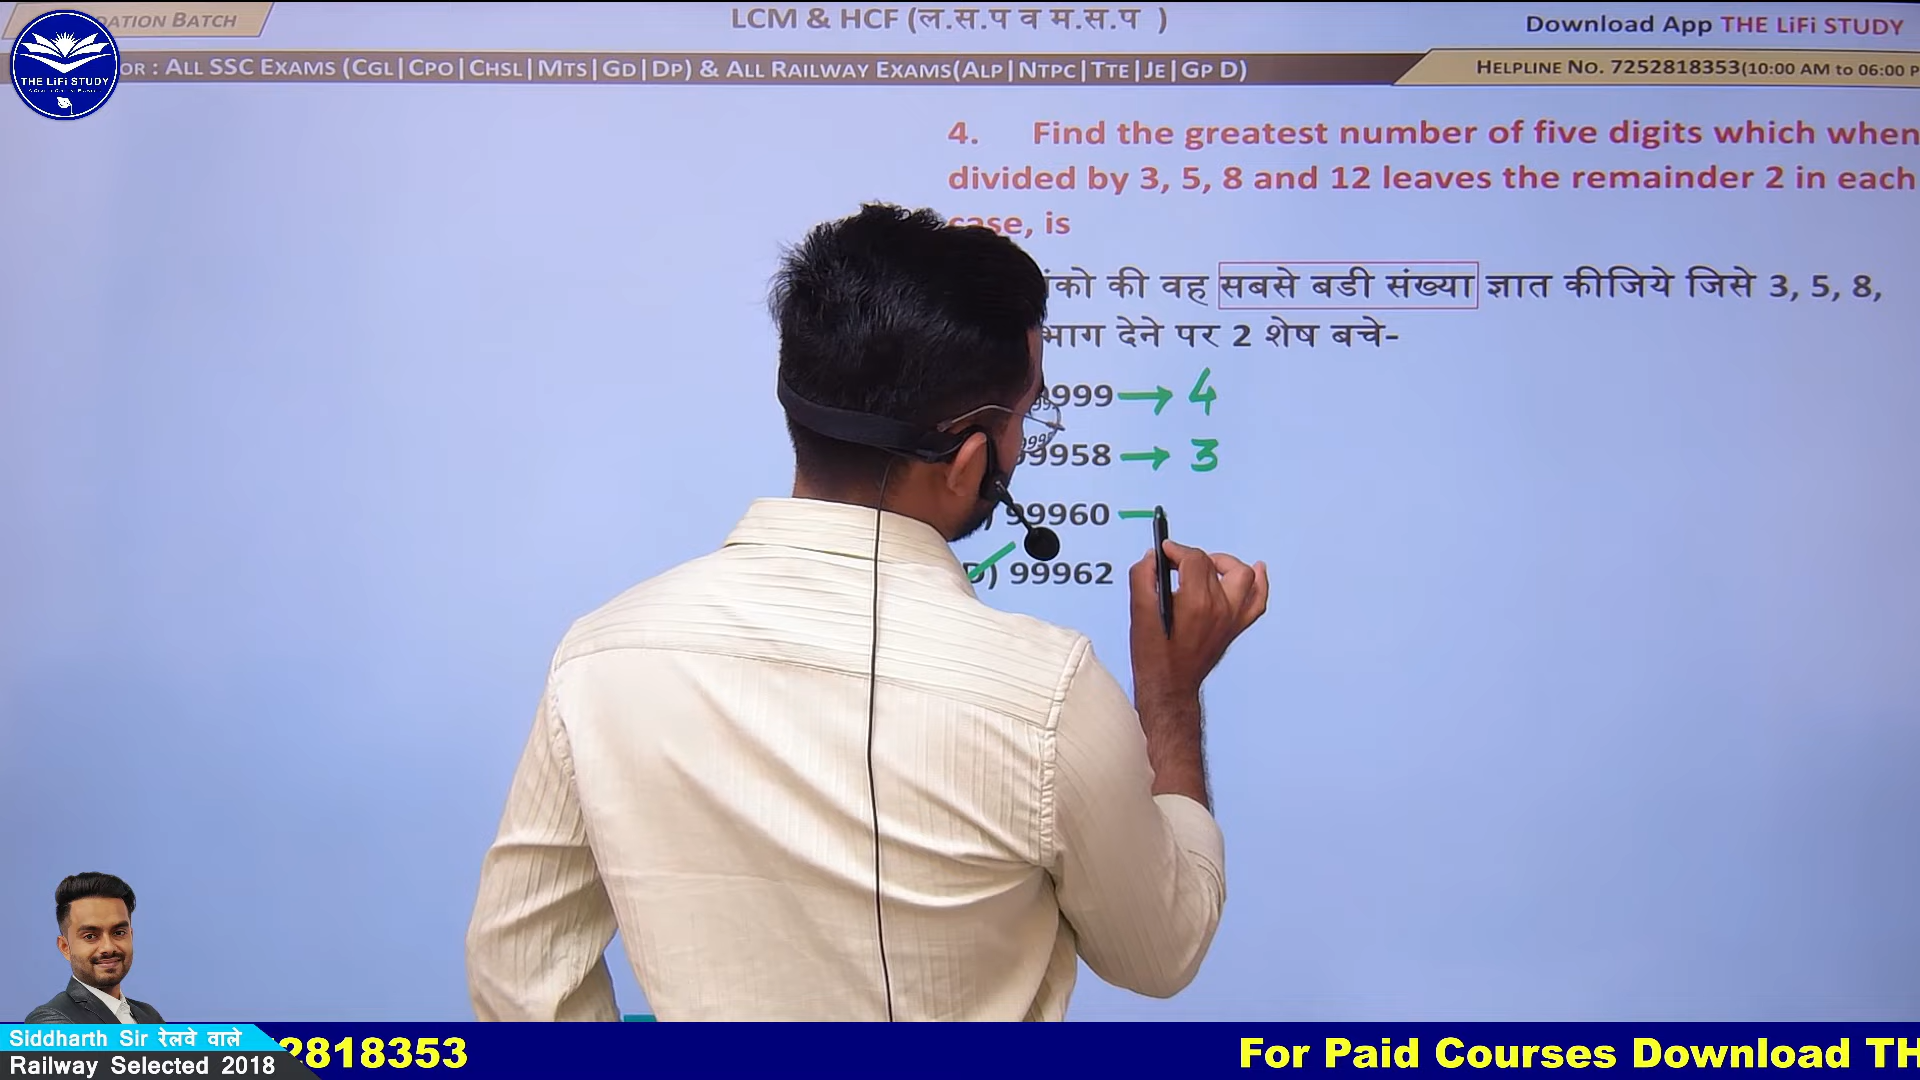 DATION BATCH
LCM & HCF (ल.स.प व म.स.प )
Download App THE LiFi STUDY
THE LiFi STUDY
OR : ALL SSC EXAMS (CGL|CPO|CHSL|MTS|GD|DP) & ALL RAILWAY EXAMS(ALP|NTPC|TTE|JE|GP D)
HELPLINE NO. 7252818353(10:00 AM TO 06:00 P
4. Find the greatest number of five digits which when
divided by 3, 5, 8 and 12 leaves the remainder 2 in each
case, is
ंको की वह सबसे बडी संख्या ज्ञात कीजिये जिसे 3, 5, 8,
भाग देने पर 2 शेष बचे-
9999 → 4
99958 → 3
) 99960 –
D) 99962
Siddharth Sir रेलवे वाले
Railway Selected 2018
2818353
For Paid Courses Download TH